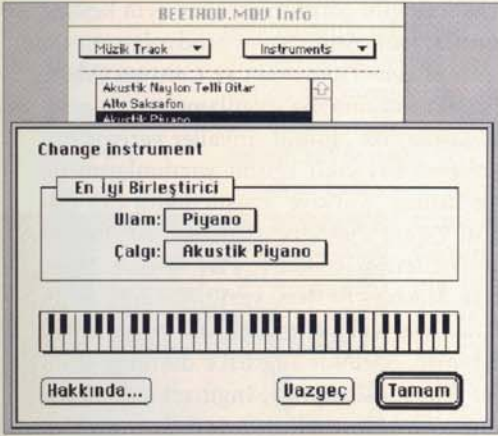 BEETHOV.MOV Info
Müzik Track Instruments
Akustik Naylon Telli Gitar
Alto Saksafon
Akustik Piyano
Change instrument
En İyi Birleştirici
Ulam: Piyano
Çalgı: Akustik Piyano
Hakkında... Vazgeç Tamam